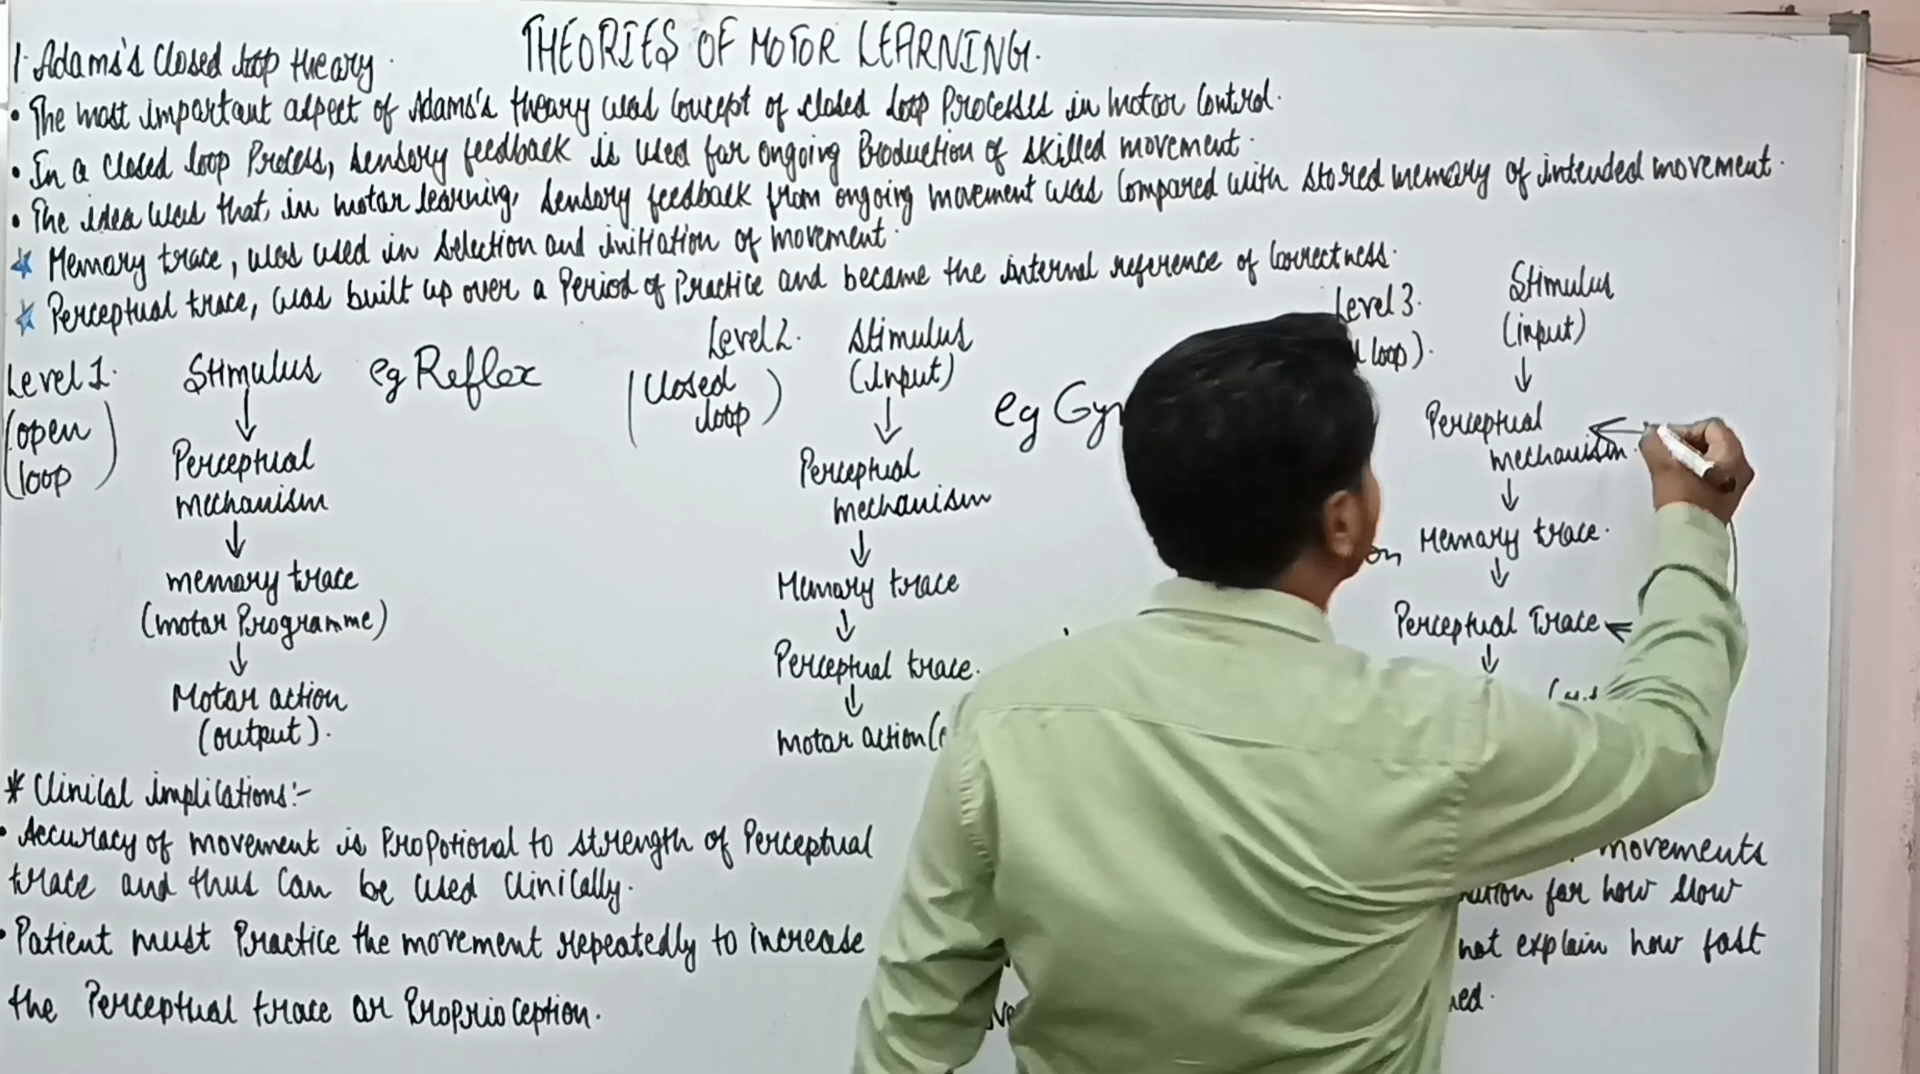 THEORIES OF MOTOR LEARNING.
1. Adams's Closed loop theory.
• The most important aspect of Adams's theory was concept of closed loop Processes in motor Control.
• In a closed loop Process, sensory feedback is used for ongoing Production of skilled movement.
• The idea was that, in motor learning, sensory feedback from ongoing movement was Compared with stored memory of intended movement.
☆ Memory trace, was used in selection and initiation of movement.
☆ Perceptual trace, was built up over a Period of Practice and became the internal reference of Correctness.
Level 1.
(open
loop)
Stimulus
↓
Perceptual
mechanism
↓
memory trace
(motor Programme)
↓
Motor action
(output).
eg Reflex
Level 2.
(Closed
loop)
Stimulus
(Input)
↓
Perceptual
mechanism
↓
Memory trace
↓
Perceptual trace.
↓
motor action
eg
Level 3.
loop).
Stimulus
(input)
↓
Perceptual
mechanism.
↓
Memory trace.
↓
Perceptual Trace
↓
* Clinical implications:-
• Accuracy of movement is Propotional to strength of Perceptual
trace and thus Can be used Clinically.
• Patient must Practice the movement repeatedly to increase
the Perceptual trace or Proprioception.
movements
for how slow
not explain how fast